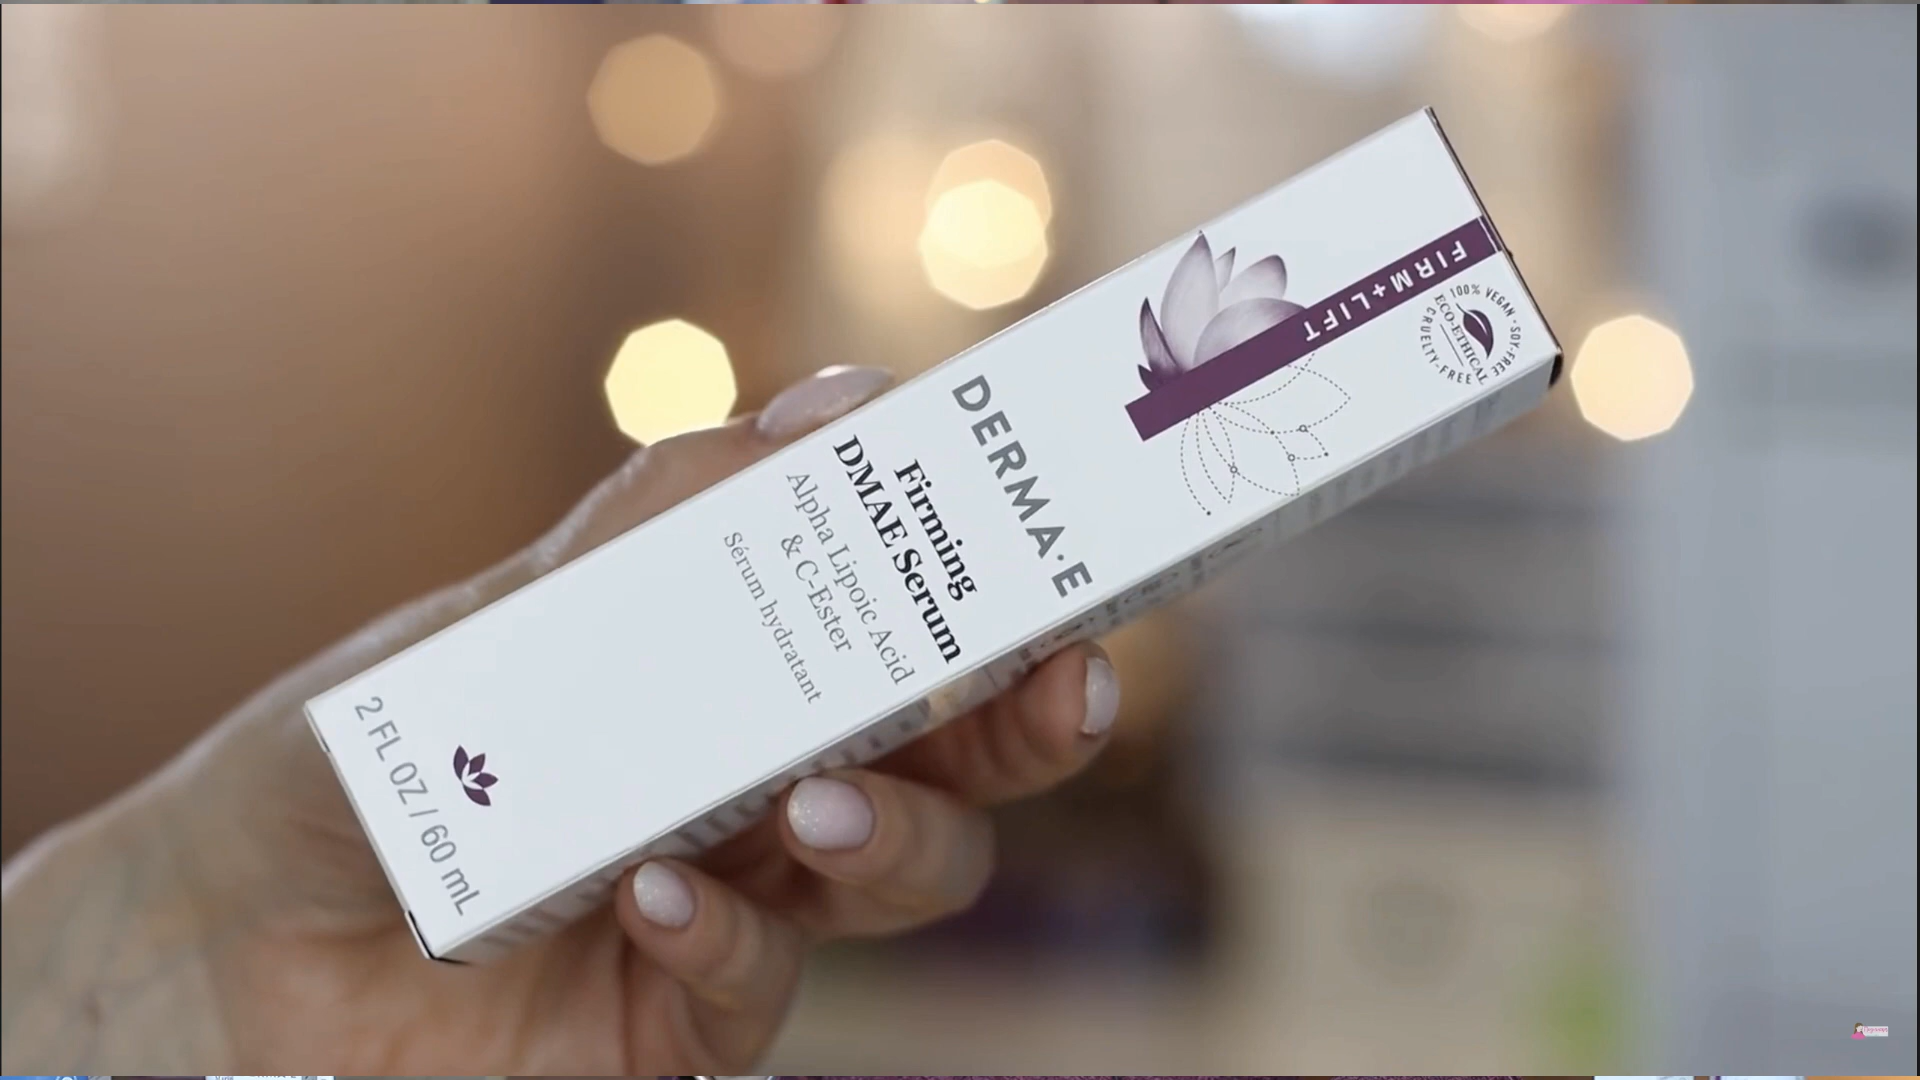 FIRM+LIFT
100% VEGAN • SOY-FREE
CRUELTY-FREE
ECO-ETHICAL
DERMA•E
Firming
DMAE Serum
Alpha Lipoic Acid
& C-Ester
Sérum hydratant
2 FL OZ / 60 mL